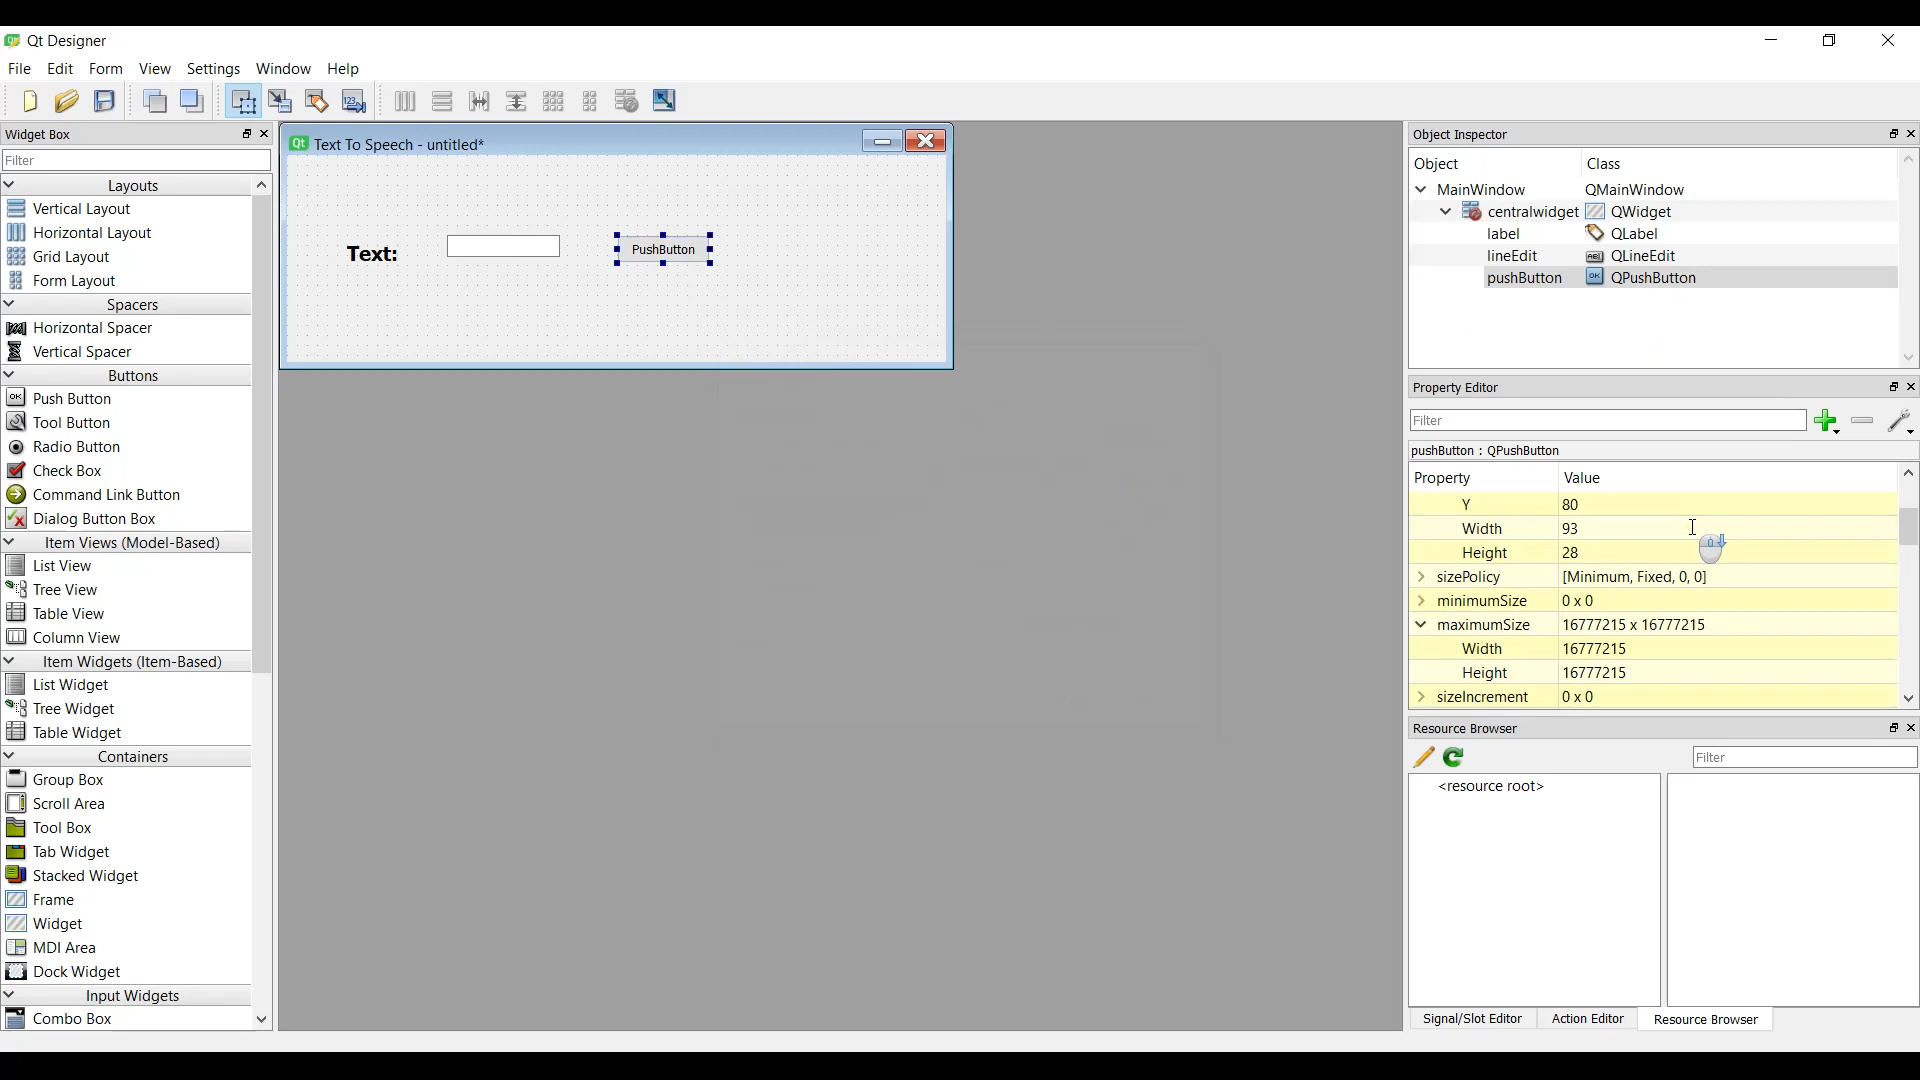 Qt Designer
File Edit Form View Settings Window Help
Widget Box
Filter
Layouts
Vertical Layout
Horizontal Layout
Grid Layout
Form Layout
Spacers
Horizontal Spacer
Vertical Spacer
Buttons
Push Button
Tool Button
Radio Button
Check Box
Command Link Button
Dialog Button Box
Item Views (Model-Based)
List View
Tree View
Table View
Column View
Item Widgets (Item-Based)
List Widget
Tree Widget
Table Widget
Containers
Group Box
Scroll Area
Tool Box
Tab Widget
Stacked Widget
Frame
Widget
MDI Area
Dock Widget
Input Widgets
Combo Box
Qt Text To Speech - untitled*
Text: PushButton
Object Inspector
Object Class
MainWindow QMainWindow
centralwidget QWidget
label QLabel
lineEdit QLineEdit
pushButton QPushButton
Property Editor
Filter
pushButton : QPushButton
Property Value
Y 80
Width 93
Height 28
sizePolicy [Minimum, Fixed, 0, 0]
minimumSize 0 x 0
maximumSize 16777215 x 16777215
Width 16777215
Height 16777215
sizeIncrement 0 x 0
Resource Browser
Filter
<resource root>
Signal/Slot Editor Action Editor Resource Browser